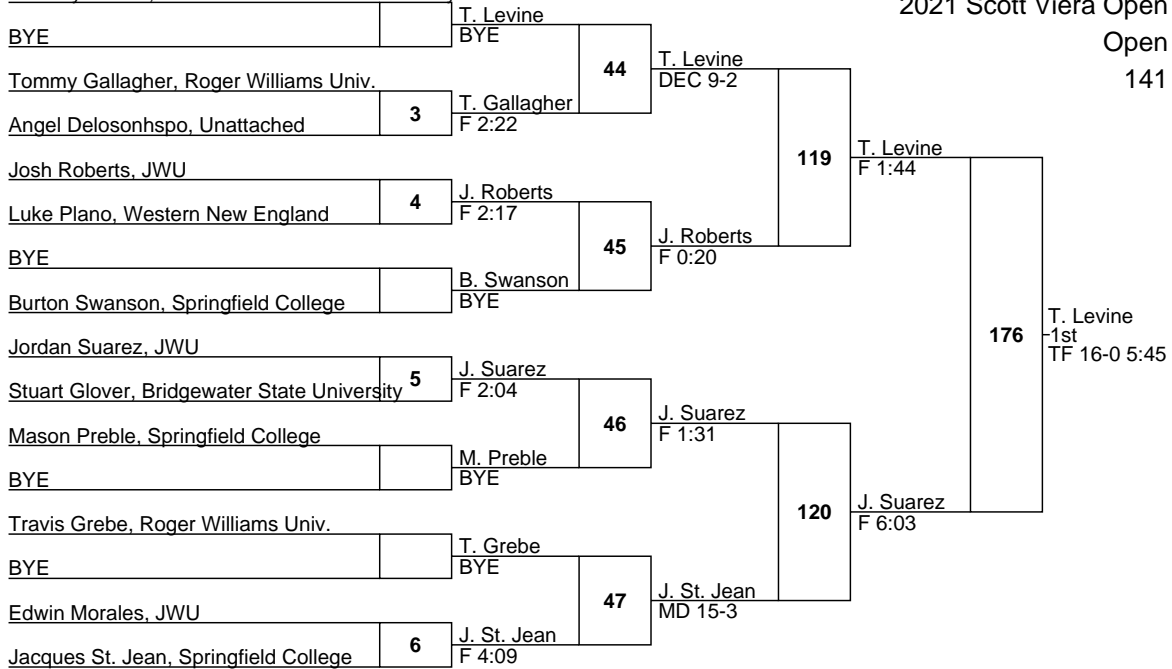 2021 Scott Viera Open
Open
141
BYE
T. Levine
BYE
Tommy Gallagher, Roger Williams Univ.
3
Angel Delosonhspo, Unattached
T. Gallagher
F 2:22
44
T. Levine
DEC 9-2
Josh Roberts, JWU
4
Luke Plano, Western New England
J. Roberts
F 2:17
BYE
Burton Swanson, Springfield College
B. Swanson
BYE
45
J. Roberts
F 0:20
119
T. Levine
F 1:44
Jordan Suarez, JWU
5
Stuart Glover, Bridgewater State University
J. Suarez
F 2:04
Mason Preble, Springfield College
BYE
M. Preble
BYE
46
J. Suarez
F 1:31
Travis Grebe, Roger Williams Univ.
BYE
T. Grebe
BYE
Edwin Morales, JWU
6
Jacques St. Jean, Springfield College
J. St. Jean
F 4:09
47
J. St. Jean
MD 15-3
120
J. Suarez
F 6:03
176
T. Levine
1st
TF 16-0 5:45